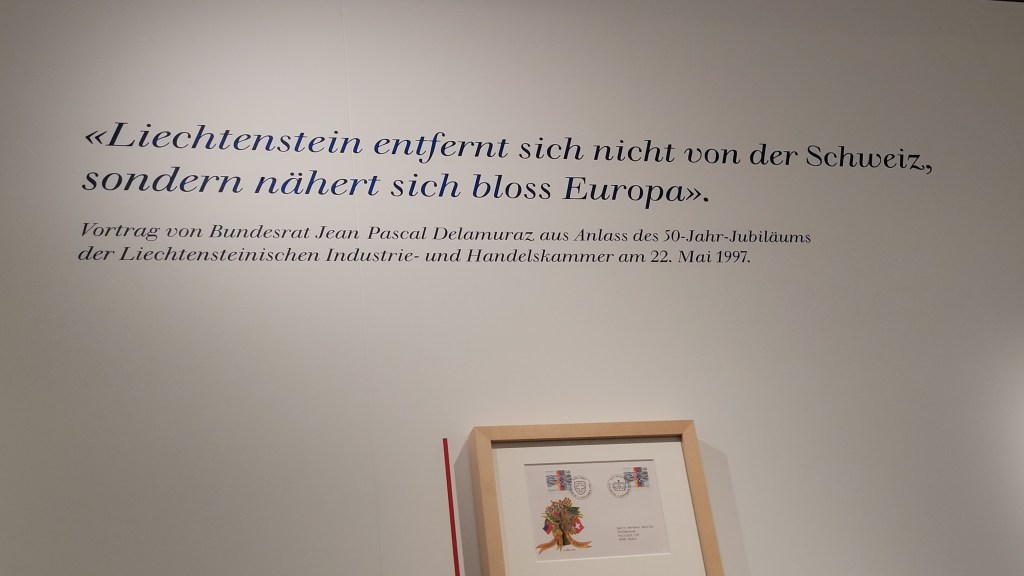 «Liechtenstein entfernt sich nicht von der Schweiz,
sondern nähert sich bloss Europa».
Vortrag von Bundesrat Jean Pascal Delamuraz aus Anlass des 50-Jahr-Jubiläums
der Liechtensteinischen Industrie- und Handelskammer am 22. Mai 1997.